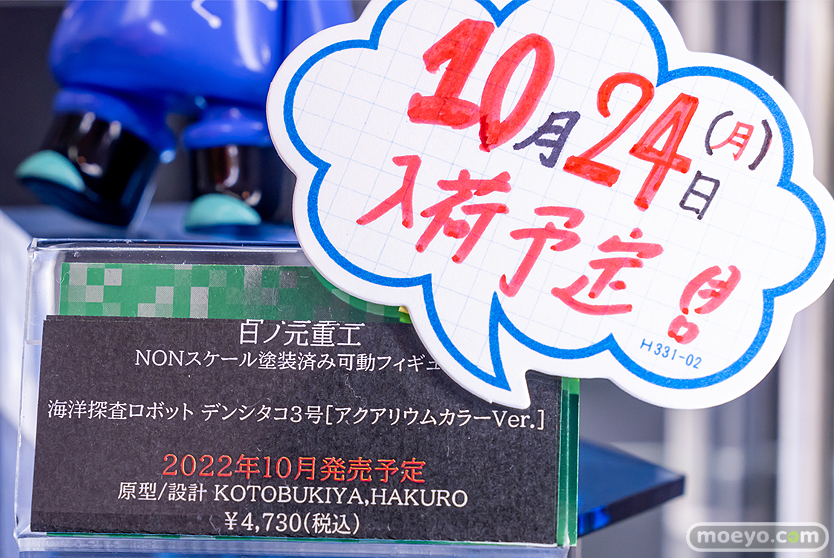 10月24日(月)
入荷予定!
H331-02
日ノ元重工
NONスケール塗装済み可動フィギュ
海洋探査ロボット デンシタコ3号[アクアリウムカラーVer.]
2022年10月発売予定
原型/設計 KOTOBUKIYA,HAKURO
￥4,730(税込)
moeyo.com